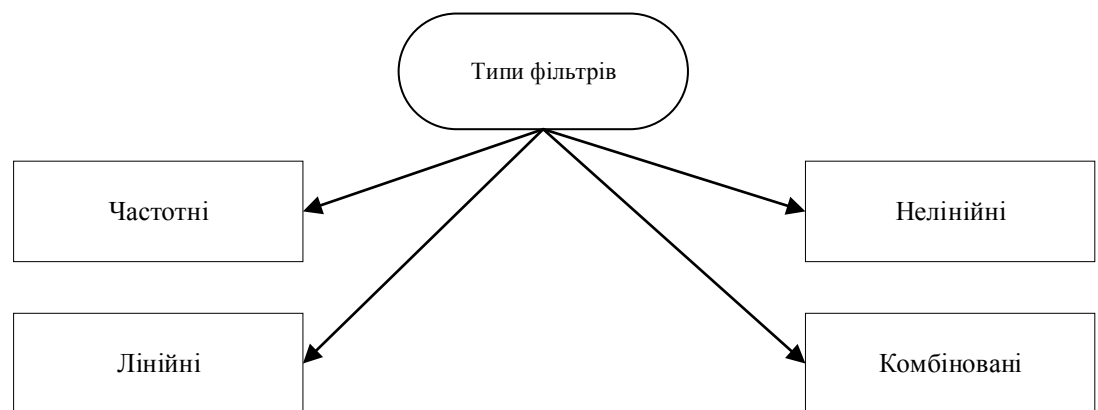 Типи фільтрів
Частотні
Нелінійні
Лінійні
Комбіновані